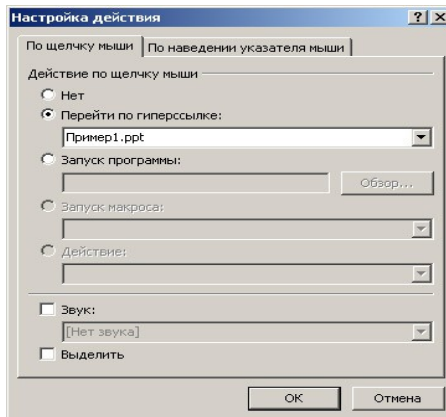 Настройка действия
По щелчку мыши По наведении указателя мыши
Действие по щелчку мыши
Нет
Перейти по гиперссылке:
Пример1.ppt
Запуск программы:
Обзор...
Запуск макроса:
Действие:
Звук:
[Нет звука]
Выделить
OK Отмена